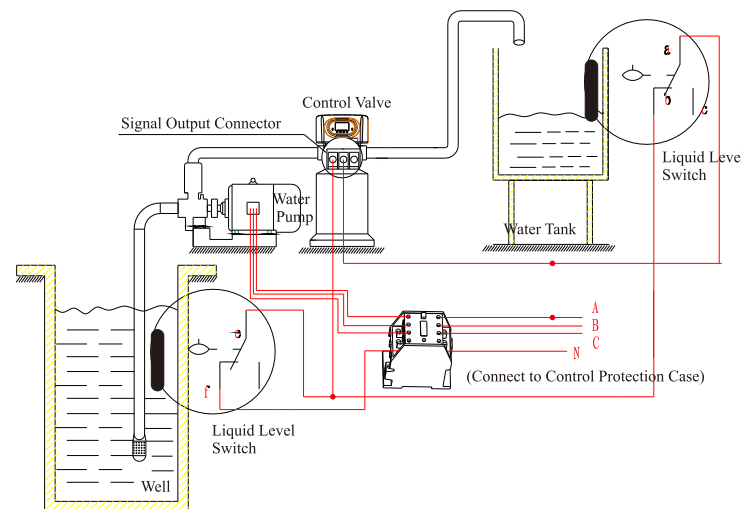 a
Control Valve
Signal Output Connector
b
c
Liquid Level
Switch
Water
Pump
Water Tank
A
B
C
N
e
(Connect to Control Protection Case)
f
Liquid Level
Switch
Well